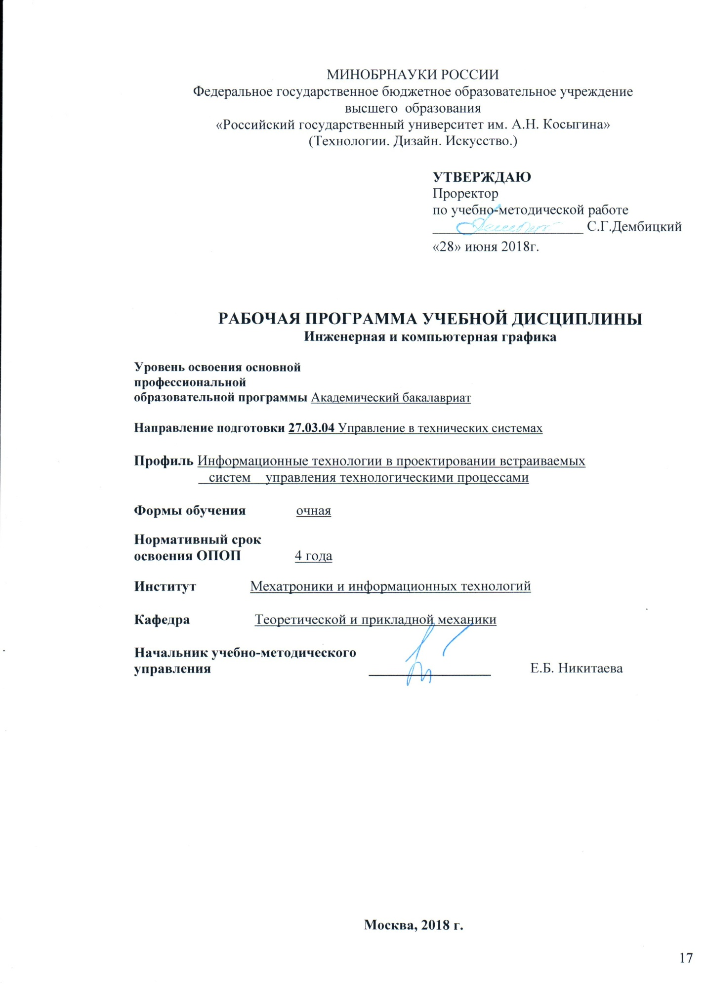 МИНОБРНАУКИ РОССИИ
Федеральное государственное бюджетное образовательное учреждение
высшего образования
«Российский государственный университет им. А.Н. Косыгина»
(Технологии. Дизайн. Искусство.)
УТВЕРЖДАЮ
Проректор
по учебно-методической работе
С.Г.Дембицкий
«28» июня 2018г.
РАБОЧАЯ ПРОГРАММА УЧЕБНОЙ ДИСЦИПЛИНЫ
Инженерная и компьютерная графика
Уровень освоения основной
профессиональной
образовательной программы Академический бакалавриат
Направление подготовки 27.03.04 Управление в технических системах
Профиль Информационные технологии в проектировании встраиваемых
систем управления технологическими процессами
Формы обучения очная
Нормативный срок
освоения ОПОП 4 года
Институт Мехатроники и информационных технологий
Кафедра Теоретической и прикладной механики
Начальник учебно-методического
управления Е.Б. Никитаева
Москва, 2018 г.
17